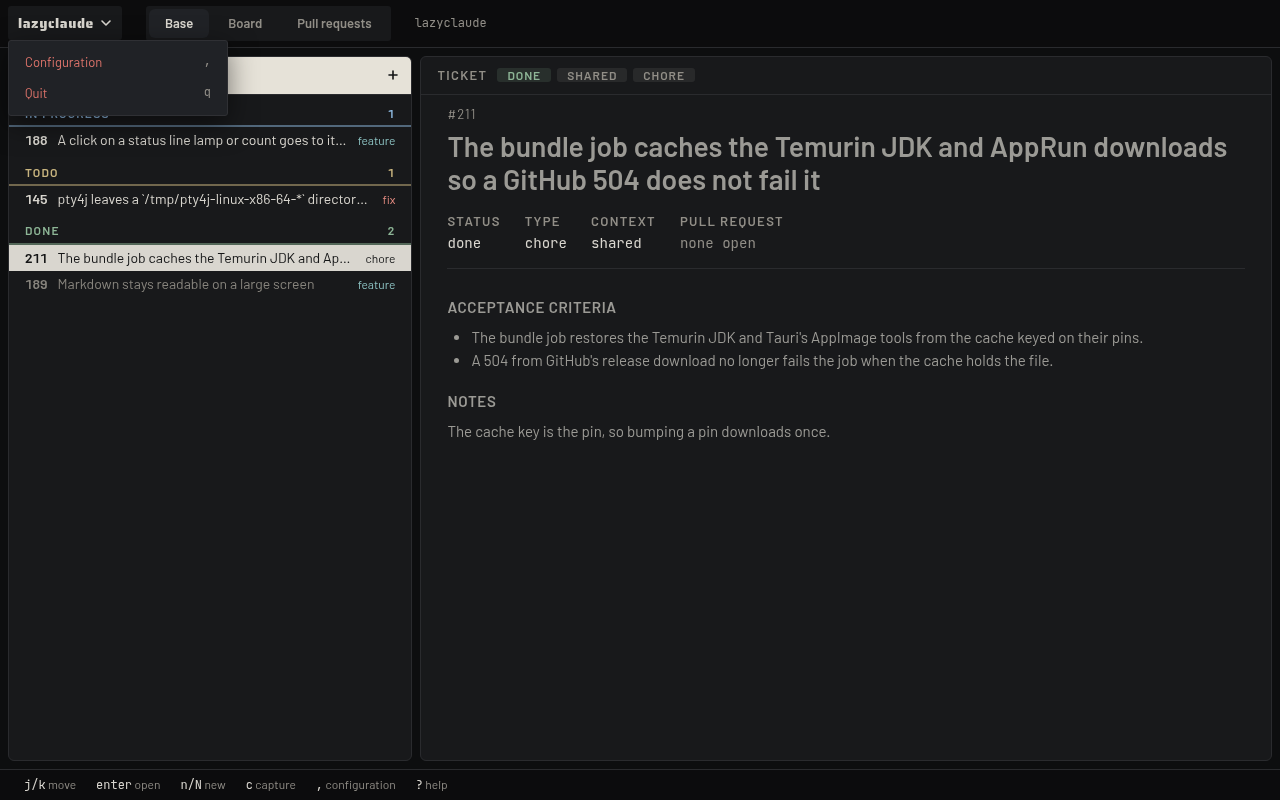 lazyclaude Base Board Pull requests lazyclaude
Configuration ,
Quit q
+
1
188 A click on a status line lamp or count goes to it... feature
TODO 1
145 pty4j leaves a `/tmp/pty4j-linux-x86-64-*` director... fix
DONE 2
211 The bundle job caches the Temurin JDK and Ap... chore
189 Markdown stays readable on a large screen feature
TICKET DONE SHARED CHORE
#211
The bundle job caches the Temurin JDK and AppRun downloads
so a GitHub 504 does not fail it
STATUS TYPE CONTEXT PULL REQUEST
done chore shared none open
ACCEPTANCE CRITERIA
• The bundle job restores the Temurin JDK and Tauri's AppImage tools from the cache keyed on their pins.
• A 504 from GitHub's release download no longer fails the job when the cache holds the file.
NOTES
The cache key is the pin, so bumping a pin downloads once.
j/k move enter open n/N new c capture , configuration ? help